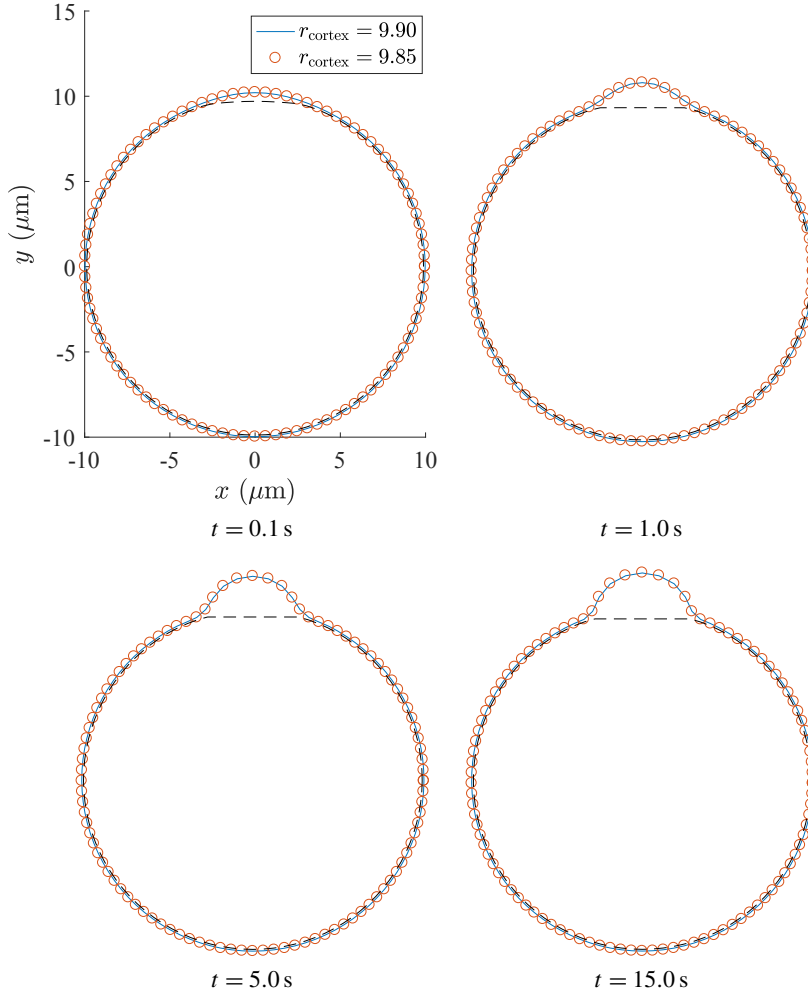 15
r_cortex = 9.90
r_cortex = 9.85
10
5
0
-5
-10
y (μm)
-10 -5 0 5 10
x (μm)
t = 0.1 s
t = 1.0 s
t = 5.0 s
t = 15.0 s